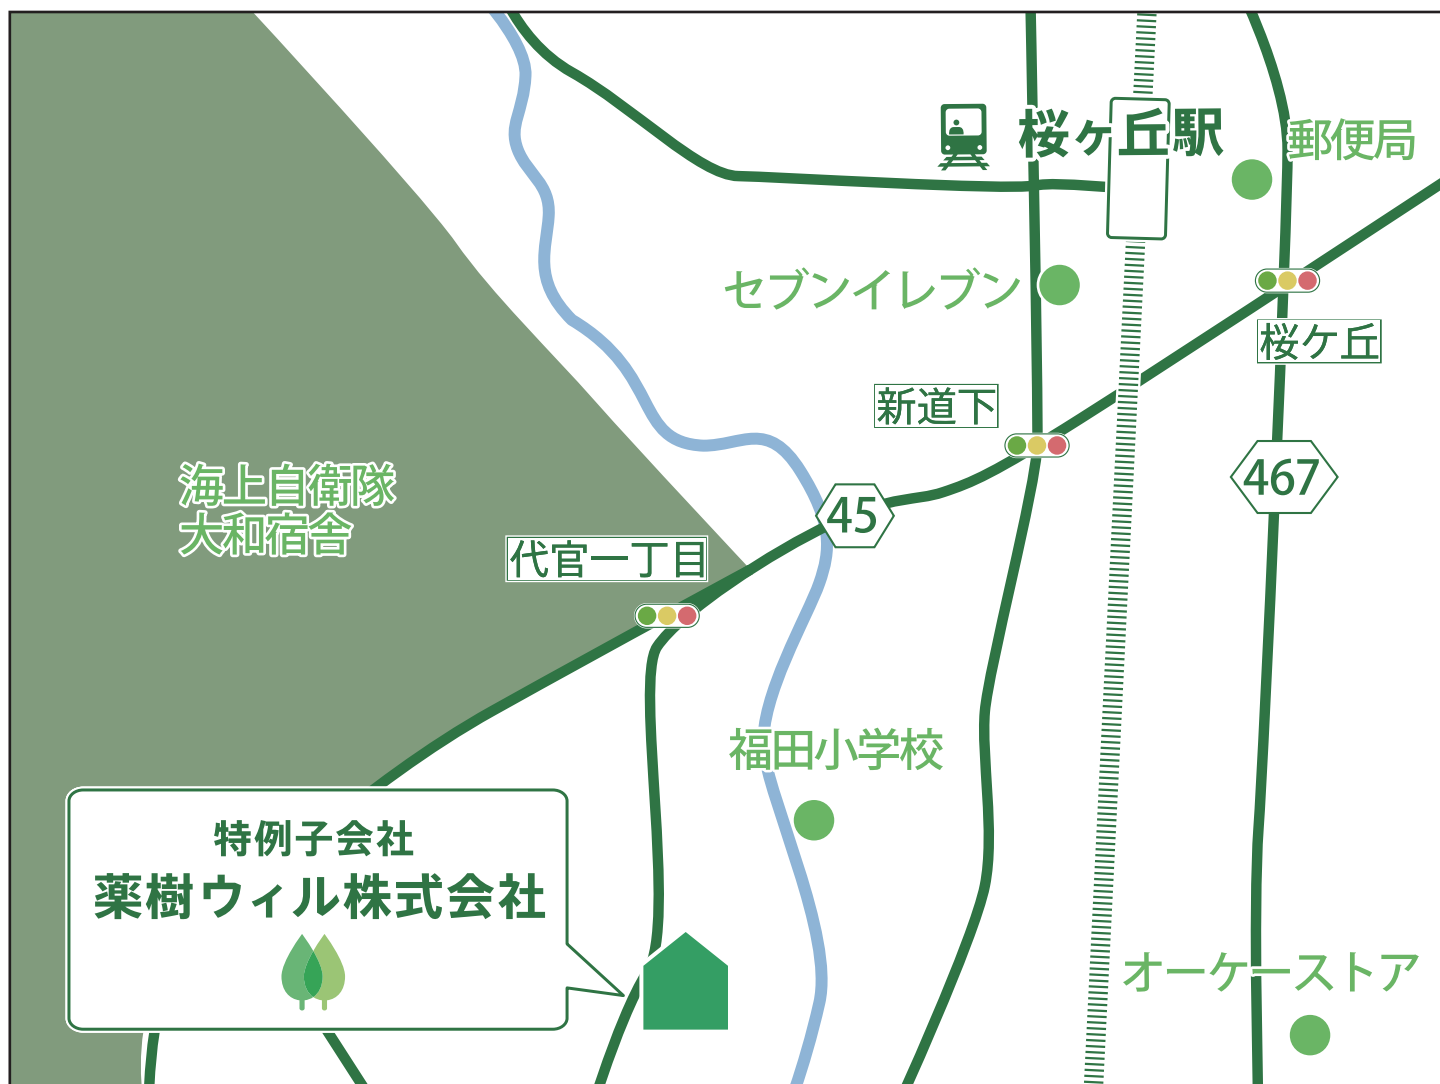 桜ヶ丘駅
郵便局
セブンイレブン
桜ケ丘
新道下
467
海上自衛隊
大和宿舎
45
代官一丁目
福田小学校
特例子会社
薬樹ウィル株式会社
オーケーストア